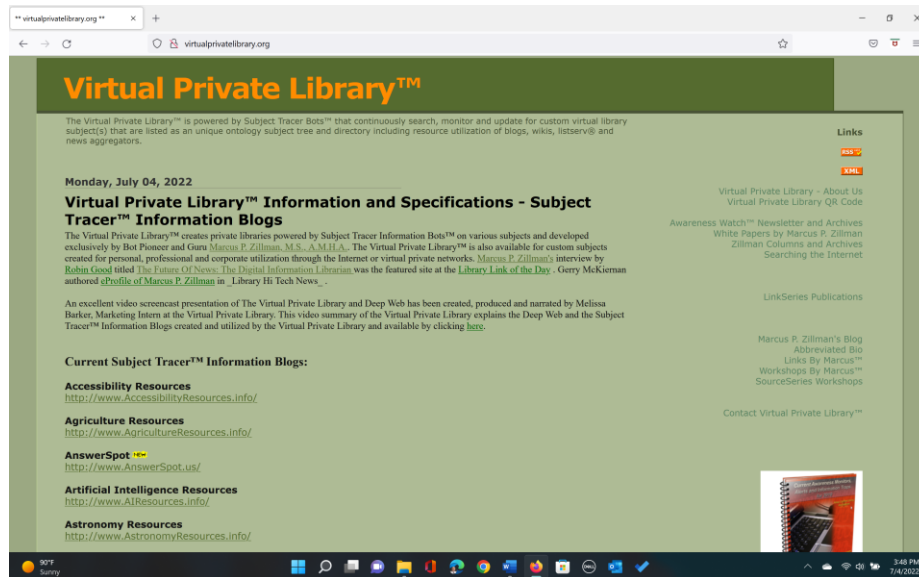 ** virtualprivatelibrary.org **
virtualprivatelibrary.org
Virtual Private Library™
The Virtual Private Library™ is powered by Subject Tracer Bots™ that continuously search, monitor and update for custom virtual library
subject(s) that are listed as an unique ontology subject tree and directory including resource utilization of blogs, wikis, listserv® and
news aggregators.
Monday, July 04, 2022
Virtual Private Library™ Information and Specifications - Subject
Tracer™ Information Blogs
The Virtual Private Library™ creates private libraries powered by Subject Tracer Information Bots™ on various subjects and developed
exclusively by Bot Pioneer and Guru Marcus P. Zillman, M.S., A.M.H.A.. The Virtual Private Library™ is also available for custom subjects
created for personal, professional and corporate utilization through the Internet or virtual private networks. Marcus P. Zillman's interview by
Robin Good titled The Future Of News: The Digital Information Librarian was the featured site at the Library Link of the Day . Gerry McKiernan
authored eProfile of Marcus P. Zillman in _Library Hi Tech News_ .
An excellent video screencast presentation of The Virtual Private Library and Deep Web has been created, produced and narrated by Melissa
Barker, Marketing Intern at the Virtual Private Library. This video summary of the Virtual Private Library explains the Deep Web and the Subject
Tracer™ Information Blogs created and utilized by the Virtual Private Library and available by clicking here.
Current Subject Tracer™ Information Blogs:
Accessibility Resources
http://www.AccessibilityResources.info/
Agriculture Resources
http://www.AgricultureResources.info/
AnswerSpot NEW
http://www.AnswerSpot.us/
Artificial Intelligence Resources
http://www.AIResources.info/
Astronomy Resources
http://www.AstronomyResources.info/
Links
RSS
XML
Virtual Private Library - About Us
Virtual Private Library QR Code
Awareness Watch™ Newsletter and Archives
White Papers by Marcus P. Zillman
Zillman Columns and Archives
Searching the Internet
LinkSeries Publications
Marcus P. Zillman's Blog
Abbreviated Bio
Links By Marcus™
Workshops By Marcus™
SourceSeries Workshops
Contact Virtual Private Library™
90°F
Sunny
3:48 PM
7/4/2022